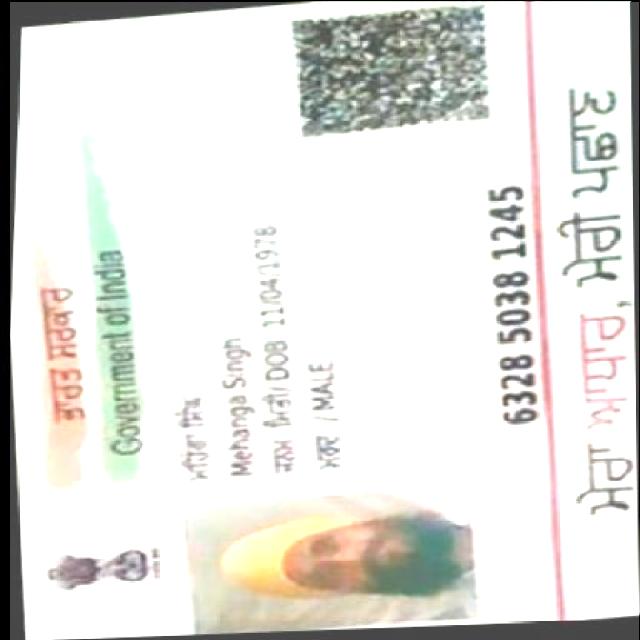 ਭਾਰਤ ਸਰਕਾਰ
Government of India
ਮਹਿੰਗਾ ਸਿੰਘ
Mehanga Singh
ਜਨਮ ਮਿਤੀ/ DOB 11/04/1978
ਮਰਦ / MALE
6328 5038 1245
ਮੇਰਾ ਅਧਾਰ, ਮੇਰੀ ਪਛਾਣ